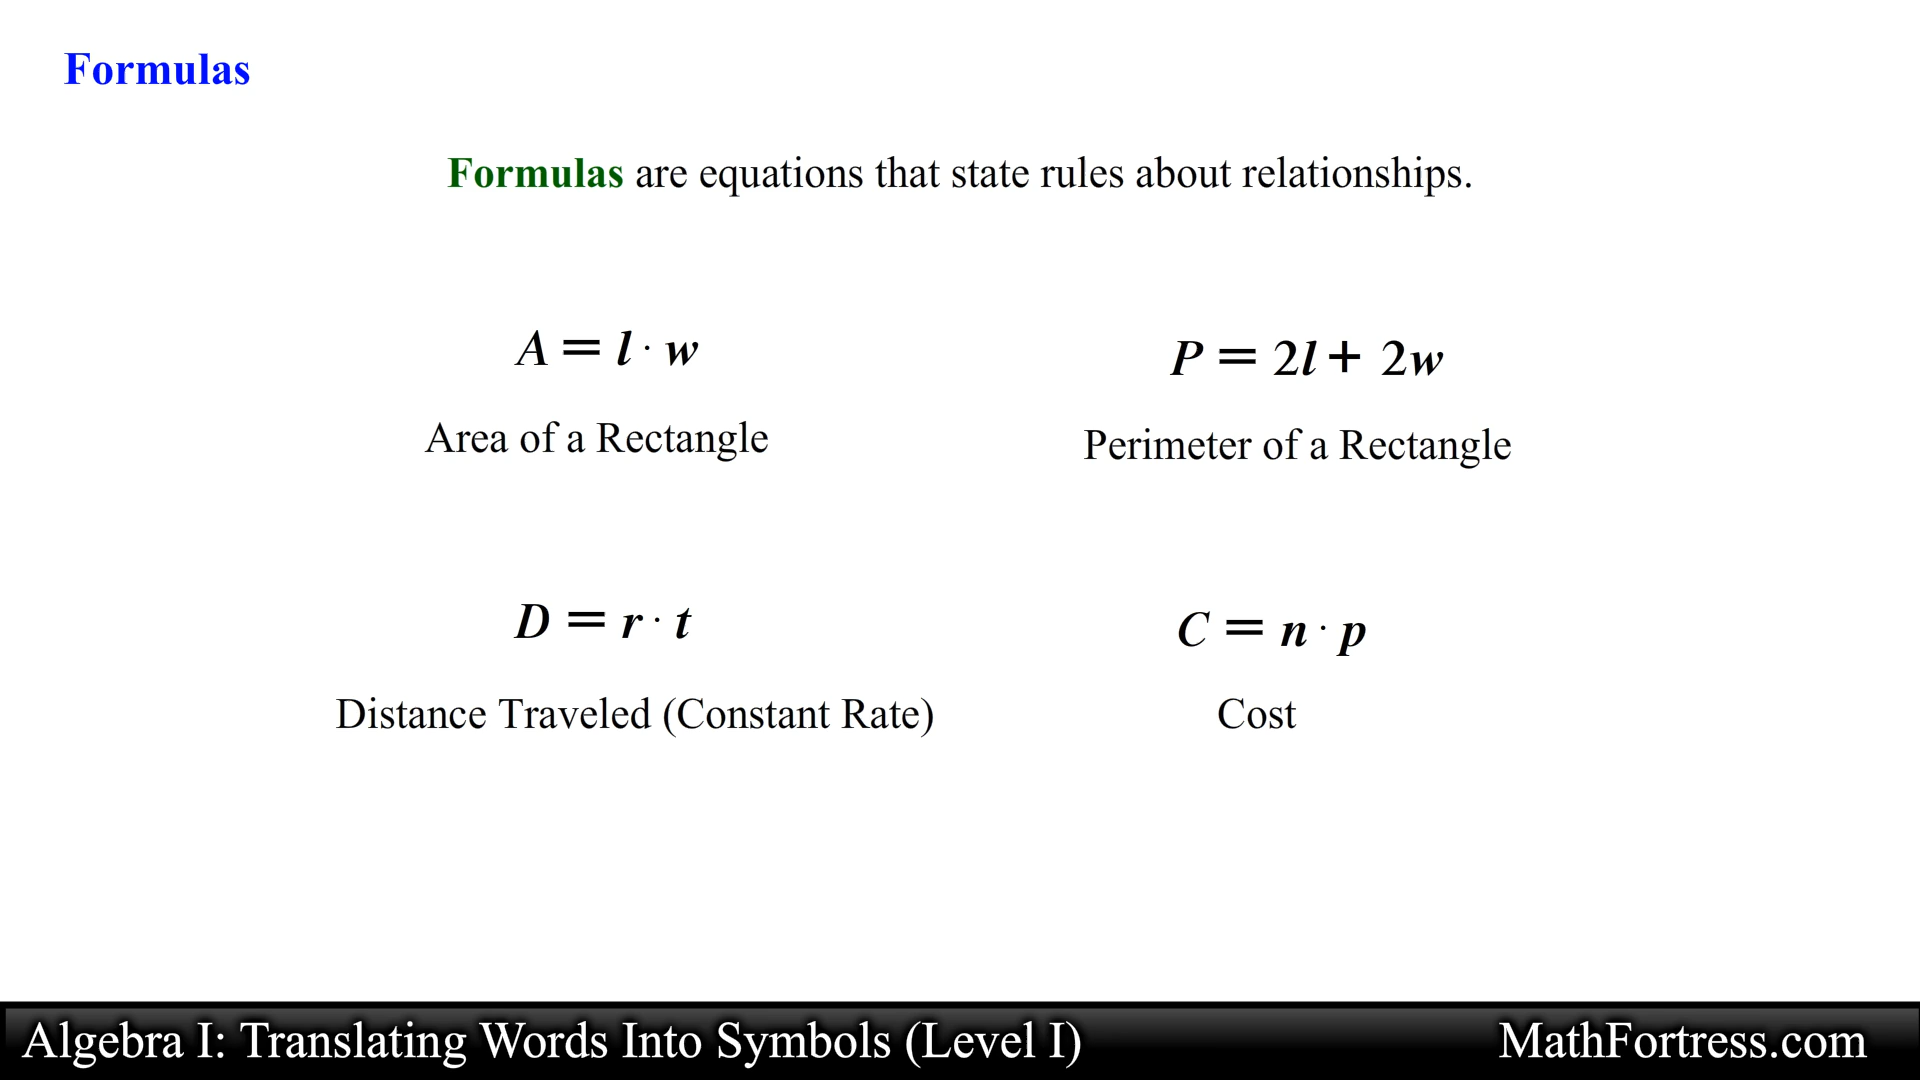 Formulas
Formulas are equations that state rules about relationships.
A = l · w
P = 2l + 2w
Area of a Rectangle
Perimeter of a Rectangle
D = r · t
C = n · p
Distance Traveled (Constant Rate)
Cost
Algebra I: Translating Words Into Symbols (Level I)
MathFortress.com